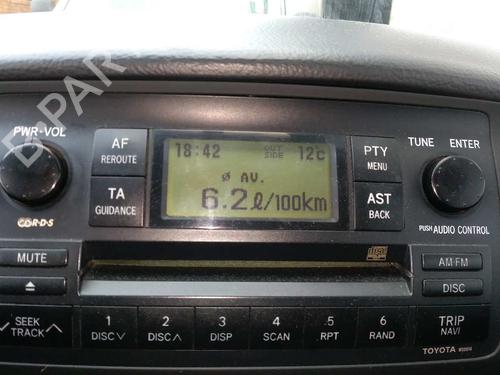 B-PARTS
PWR•VOL
AF
REROUTE
18:42 OUT SIDE 12c
PTY
MENU
TUNE ENTER
Ø AV.
TA
GUIDANCE
6.2ℓ/100km
AST
BACK
R•D•S
PUSH AUDIO CONTROL
MUTE
AM•FM
DISC
SEEK
TRACK
1
DISC
2
DISC
3
DISP
4
SCAN
5
RPT
6
RAND
TRIP
NAVI
TOYOTA